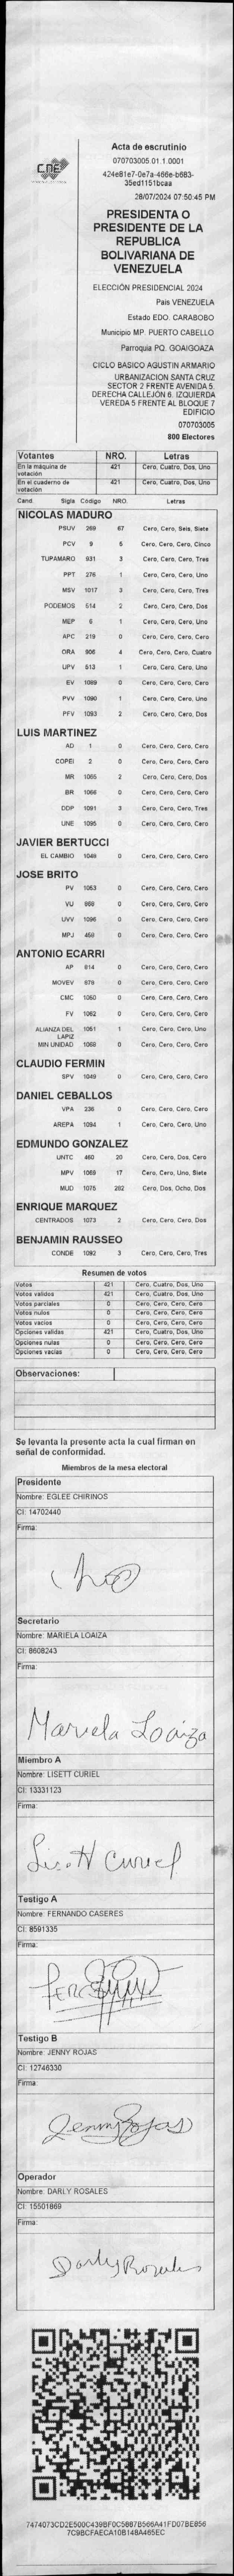 CNE
Acta de escrutinio
070703005.01.1.0001
424e81e7-0e7a-466e-b683-
35ed1151bcaa
28/07/2024 07:50:45 PM
PRESIDENTA O
PRESIDENTE DE LA
REPUBLICA
BOLIVARIANA DE
VENEZUELA
ELECCIÓN PRESIDENCIAL 2024
Pais VENEZUELA
Estado EDO. CARABOBO
Municipio MP. PUERTO CABELLO
Parroquia PQ. GOAIGOAZA
CICLO BASICO AGUSTIN ARMARIO
URBANIZACION SANTA CRUZ
SECTOR 2 FRENTE AVENIDA 5.
DERECHA CALLEJÓN 6. IZQUIERDA
VEREDA 5 FRENTE AL BLOQUE 7
EDIFICIO
070703005
800 Electores
Votantes NRO. Letras
En la máquina de votación 421 Cero, Cuatro, Dos, Uno
En el cuaderno de votación 421 Cero, Cuatro, Dos, Uno
Cand. Sigla Código NRO. Letras
NICOLAS MADURO
PSUV 269 67 Cero, Cero, Seis, Siete
PCV 9 5 Cero, Cero, Cero, Cinco
TUPAMARO 931 3 Cero, Cero, Cero, Tres
PPT 276 1 Cero, Cero, Cero, Uno
MSV 1017 3 Cero, Cero, Cero, Tres
PODEMOS 514 2 Cero, Cero, Cero, Dos
MEP 6 1 Cero, Cero, Cero, Uno
APC 219 0 Cero, Cero, Cero, Cero
ORA 906 4 Cero, Cero, Cero, Cuatro
UPV 513 1 Cero, Cero, Cero, Uno
EV 1089 0 Cero, Cero, Cero, Cero
PVV 1090 1 Cero, Cero, Cero, Uno
PFV 1093 2 Cero, Cero, Cero, Dos
LUIS MARTINEZ
AD 1 0 Cero, Cero, Cero, Cero
COPEI 2 0 Cero, Cero, Cero, Cero
MR 1065 2 Cero, Cero, Cero, Dos
BR 1066 0 Cero, Cero, Cero, Cero
DDP 1091 3 Cero, Cero, Cero, Tres
UNE 1095 0 Cero, Cero, Cero, Cero
JAVIER BERTUCCI
EL CAMBIO 1048 0 Cero, Cero, Cero, Cero
JOSE BRITO
PV 1053 0 Cero, Cero, Cero, Cero
VU 968 0 Cero, Cero, Cero, Cero
UVV 1096 0 Cero, Cero, Cero, Cero
MPJ 459 0 Cero, Cero, Cero, Cero
ANTONIO ECARRI
AP 814 0 Cero, Cero, Cero, Cero
MOVEV 878 0 Cero, Cero, Cero, Cero
CMC 1050 0 Cero, Cero, Cero, Cero
FV 1052 0 Cero, Cero, Cero, Cero
ALIANZA DEL LAPIZ 1051 1 Cero, Cero, Cero, Uno
MIN UNIDAD 1068 0 Cero, Cero, Cero, Cero
CLAUDIO FERMIN
SPV 1049 0 Cero, Cero, Cero, Cero
DANIEL CEBALLOS
VPA 236 0 Cero, Cero, Cero, Cero
AREPA 1094 1 Cero, Cero, Cero, Uno
EDMUNDO GONZALEZ
UNTC 460 20 Cero, Cero, Dos, Cero
MPV 1069 17 Cero, Cero, Uno, Siete
MUD 1075 282 Cero, Dos, Ocho, Dos
ENRIQUE MARQUEZ
CENTRADOS 1073 2 Cero, Cero, Cero, Dos
BENJAMIN RAUSSEO
CONDE 1092 3 Cero, Cero, Cero, Tres
Resumen de votos
Votos 421 Cero, Cuatro, Dos, Uno
Votos validos 421 Cero, Cuatro, Dos, Uno
Votos parciales 0 Cero, Cero, Cero, Cero
Votos nulos 0 Cero, Cero, Cero, Cero
Votos vacios 0 Cero, Cero, Cero, Cero
Opciones validas 421 Cero, Cuatro, Dos, Uno
Opciones nulas 0 Cero, Cero, Cero, Cero
Opciones vacias 0 Cero, Cero, Cero, Cero
Observaciones:
Se levanta la presente acta la cual firman en
señal de conformidad.
Miembros de la mesa electoral
Presidente
Nombre: EGLEE CHIRINOS
CI: 14702440
Firma:
Secretario
Nombre: MARIELA LOAIZA
CI: 8608243
Firma:
Mariela Loaiza
Miembro A
Nombre: LISETT CURIEL
CI: 13331123
Firma:
Lisett Curiel
Testigo A
Nombre: FERNANDO CASERES
CI: 8591335
Firma:
Testigo B
Nombre: JENNY ROJAS
CI: 12746330
Firma:
Jenny Rojas
Operador
Nombre: DARLY ROSALES
CI: 15501869
Firma:
Darly Rosales
7474073CD2E500C439BF0C5687B566A41FD07BE856
7C9BCFAECA10B148A465EC